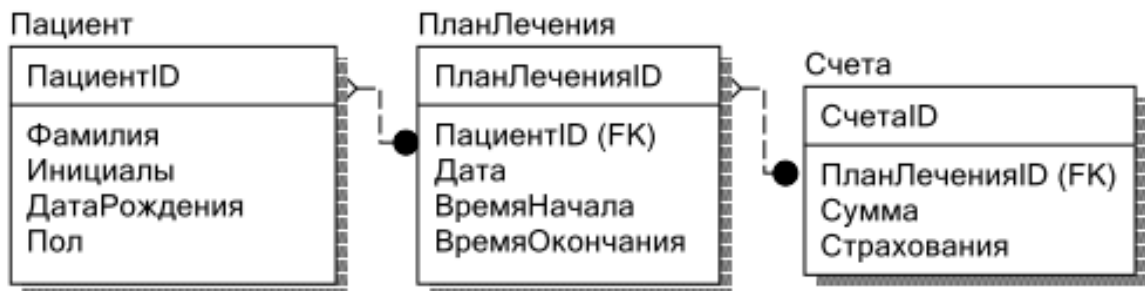 Пациент
ПациентID
Фамилия
Инициалы
ДатаРождения
Пол
ПланЛечения
ПланЛеченияID
ПациентID (FK)
Дата
ВремяНачала
ВремяОкончания
Счета
СчетаID
ПланЛеченияID (FK)
Сумма
Страхования